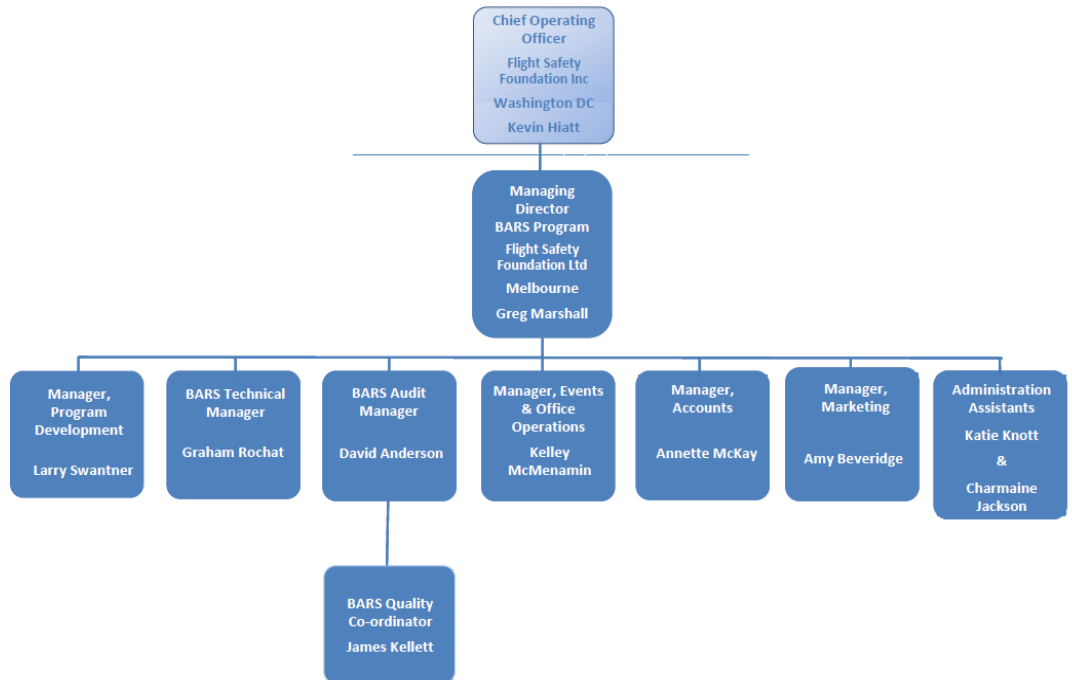 Chief Operating
Officer
Flight Safety
Foundation Inc
Washington DC
Kevin Hiatt
Managing
Director
BARS Program
Flight Safety
Foundation Ltd
Melbourne
Greg Marshall
Manager,
Program
Development
Larry Swantner
BARS Technical
Manager
Graham Rochat
BARS Audit
Manager
David Anderson
Manager, Events
& Office
Operations
Kelley
McMenamin
Manager,
Accounts
Annette McKay
Manager,
Marketing
Amy Beveridge
Administration
Assistants
Katie Knott
&
Charmaine
Jackson
BARS Quality
Co-ordinator
James Kellett